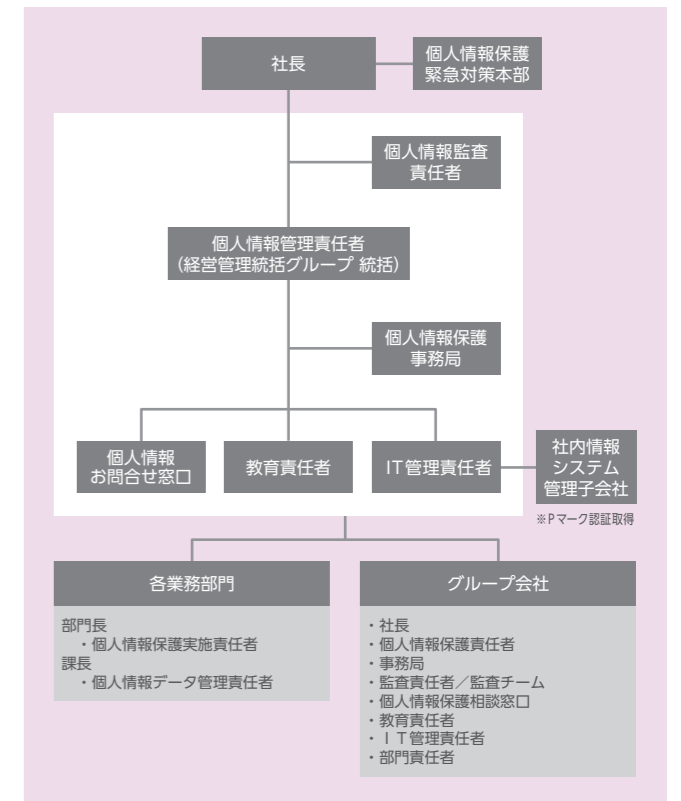 社長
個人情報保護
緊急対策本部
個人情報監査
責任者
個人情報管理責任者
(経営管理統括グループ 統括)
個人情報保護
事務局
個人情報
お問合せ窓口
教育責任者
IT管理責任者
社内情報
システム
管理子会社
※Pマーク認証取得
各業務部門
部門長
・個人情報保護実施責任者
課長
・個人情報データ管理責任者
グループ会社
・社長
・個人情報保護責任者
・事務局
・監査責任者／監査チーム
・個人情報保護相談窓口
・教育責任者
・ＩＴ管理責任者
・部門責任者